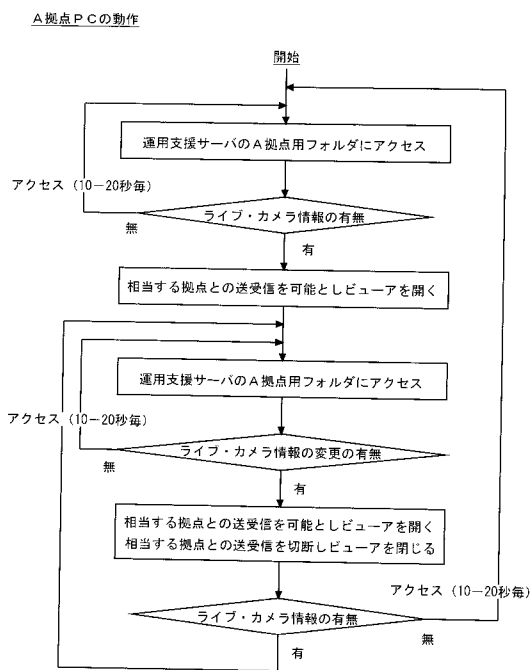 A拠点PCの動作
開始
運用支援サーバのA拠点用フォルダにアクセス
アクセス (10－20秒毎)
ライブ・カメラ情報の有無
無
有
相当する拠点との送受信を可能としビューアを開く
運用支援サーバのA拠点用フォルダにアクセス
アクセス (10－20秒毎)
ライブ・カメラ情報の変更の有無
無
有
相当する拠点との送受信を可能としビューアを開く
相当する拠点との送受信を切断しビューアを閉じる
アクセス (10－20秒毎)
ライブ・カメラ情報の有無
無
有